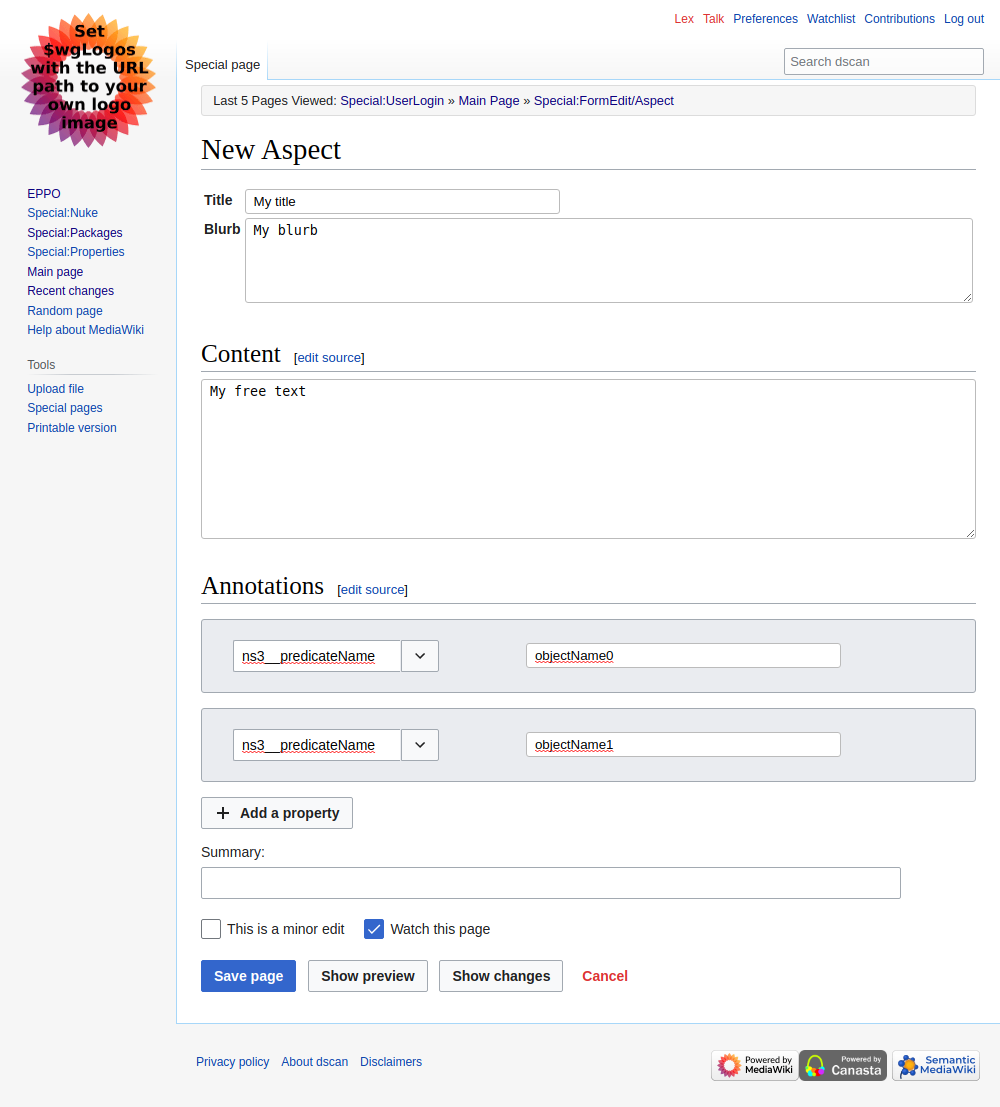 Set
$wgLogos
with the URL
path to your
own logo
image
Lex Talk Preferences Watchlist Contributions Log out
Special page
Search dscan
Last 5 Pages Viewed: Special:UserLogin » Main Page » Special:FormEdit/Aspect
New Aspect
Title My title
Blurb My blurb
Content [edit source]
My free text
Annotations [edit source]
ns3__predicateName objectName0
ns3__predicateName objectName1
Add a property
Summary:
This is a minor edit Watch this page
Save page Show preview Show changes Cancel
EPPO
Special:Nuke
Special:Packages
Special:Properties
Main page
Recent changes
Random page
Help about MediaWiki
Tools
Upload file
Special pages
Printable version
Privacy policy About dscan Disclaimers
Powered by
MediaWiki
Powered by
Canasta
Semantic
MediaWiki